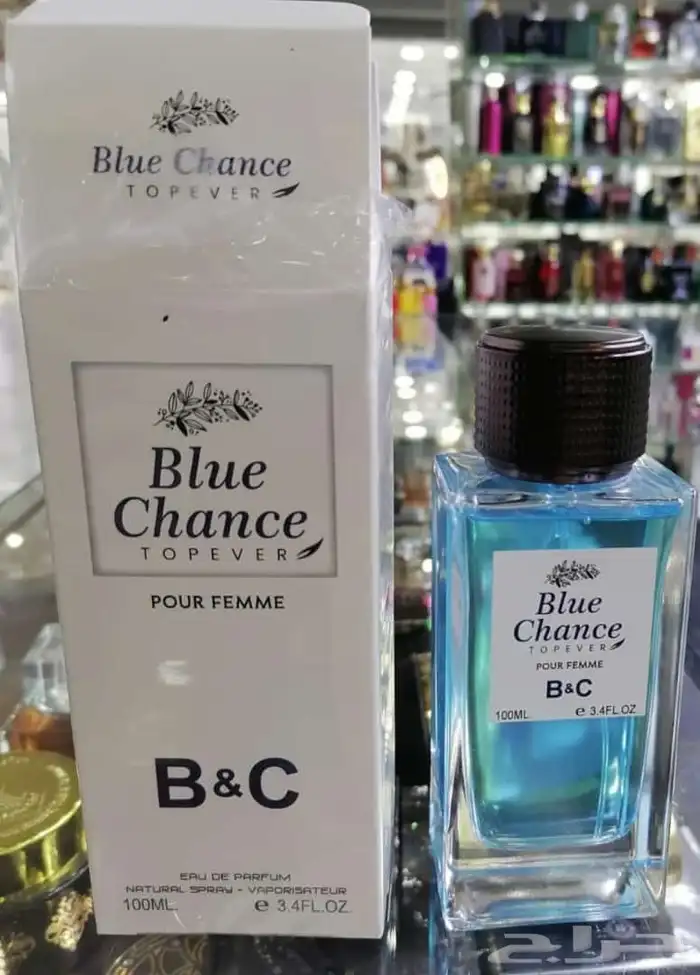 Blue Chance
TOPEVER
Blue
Chance
TOPEVER
POUR FEMME
B&C
EAU DE PARFUM
NATURAL SPRAY - VAPORISATEUR
100ML. e 3.4FL.OZ.
Blue
Chance
TOPEVER
POUR FEMME
B&C
100ML. e 3.4FL.OZ
حراج